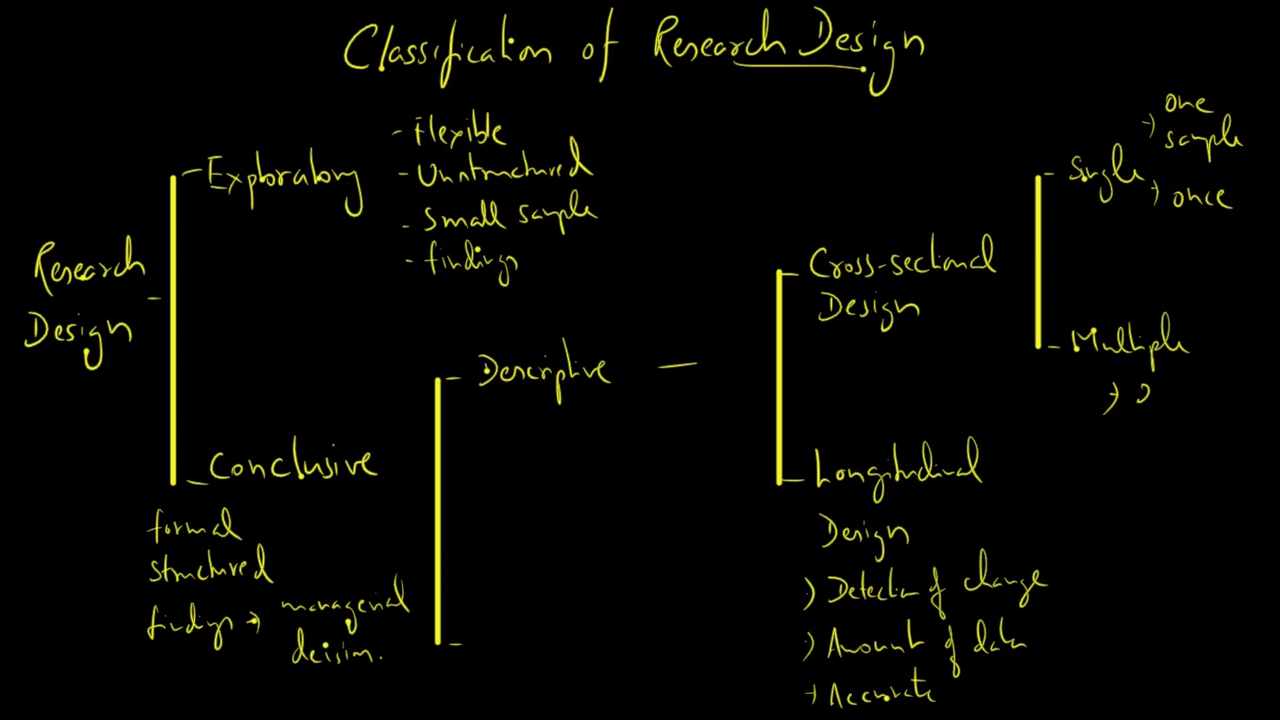 Classification of Research Design
- Exploratory
- Flexible
- Unstructured
- Small sample
- findings
Research
Design
- Conclusive
formal
structured
findings → managerial
decision.
- Descriptive -
- Cross-sectional
Design
- Single
→ one
sample
→ once
- Multiple
- Longitudinal
Design
→ Detection of change
→ Amount of data
→ Accurate